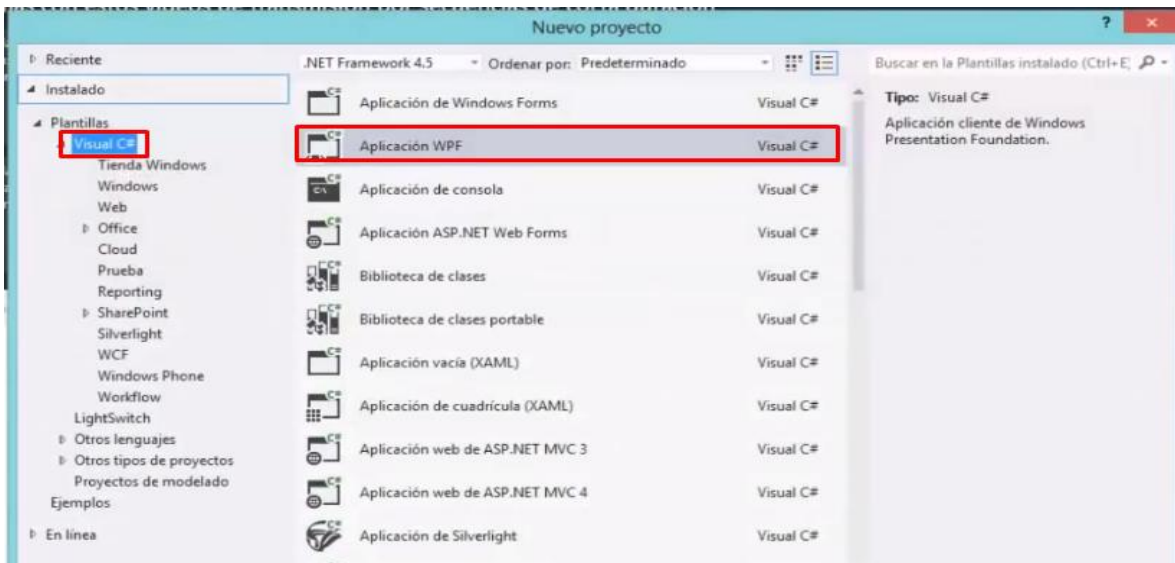 Nuevo proyecto
?
Reciente
Instalado
Plantillas
Visual C#
Tienda Windows
Windows
Web
Office
Cloud
Prueba
Reporting
SharePoint
Silverlight
WCF
Windows Phone
Workflow
LightSwitch
Otros lenguajes
Otros tipos de proyectos
Proyectos de modelado
Ejemplos
En línea
.NET Framework 4.5 Ordenar por: Predeterminado
Aplicación de Windows Forms Visual C#
Aplicación WPF Visual C#
Aplicación de consola Visual C#
Aplicación ASP.NET Web Forms Visual C#
Biblioteca de clases Visual C#
Biblioteca de clases portable Visual C#
Aplicación vacía (XAML) Visual C#
Aplicación de cuadrícula (XAML) Visual C#
Aplicación web de ASP.NET MVC 3 Visual C#
Aplicación web de ASP.NET MVC 4 Visual C#
Aplicación de Silverlight Visual C#
Buscar en la Plantillas instalado (Ctrl+E)
Tipo: Visual C#
Aplicación cliente de Windows
Presentation Foundation.